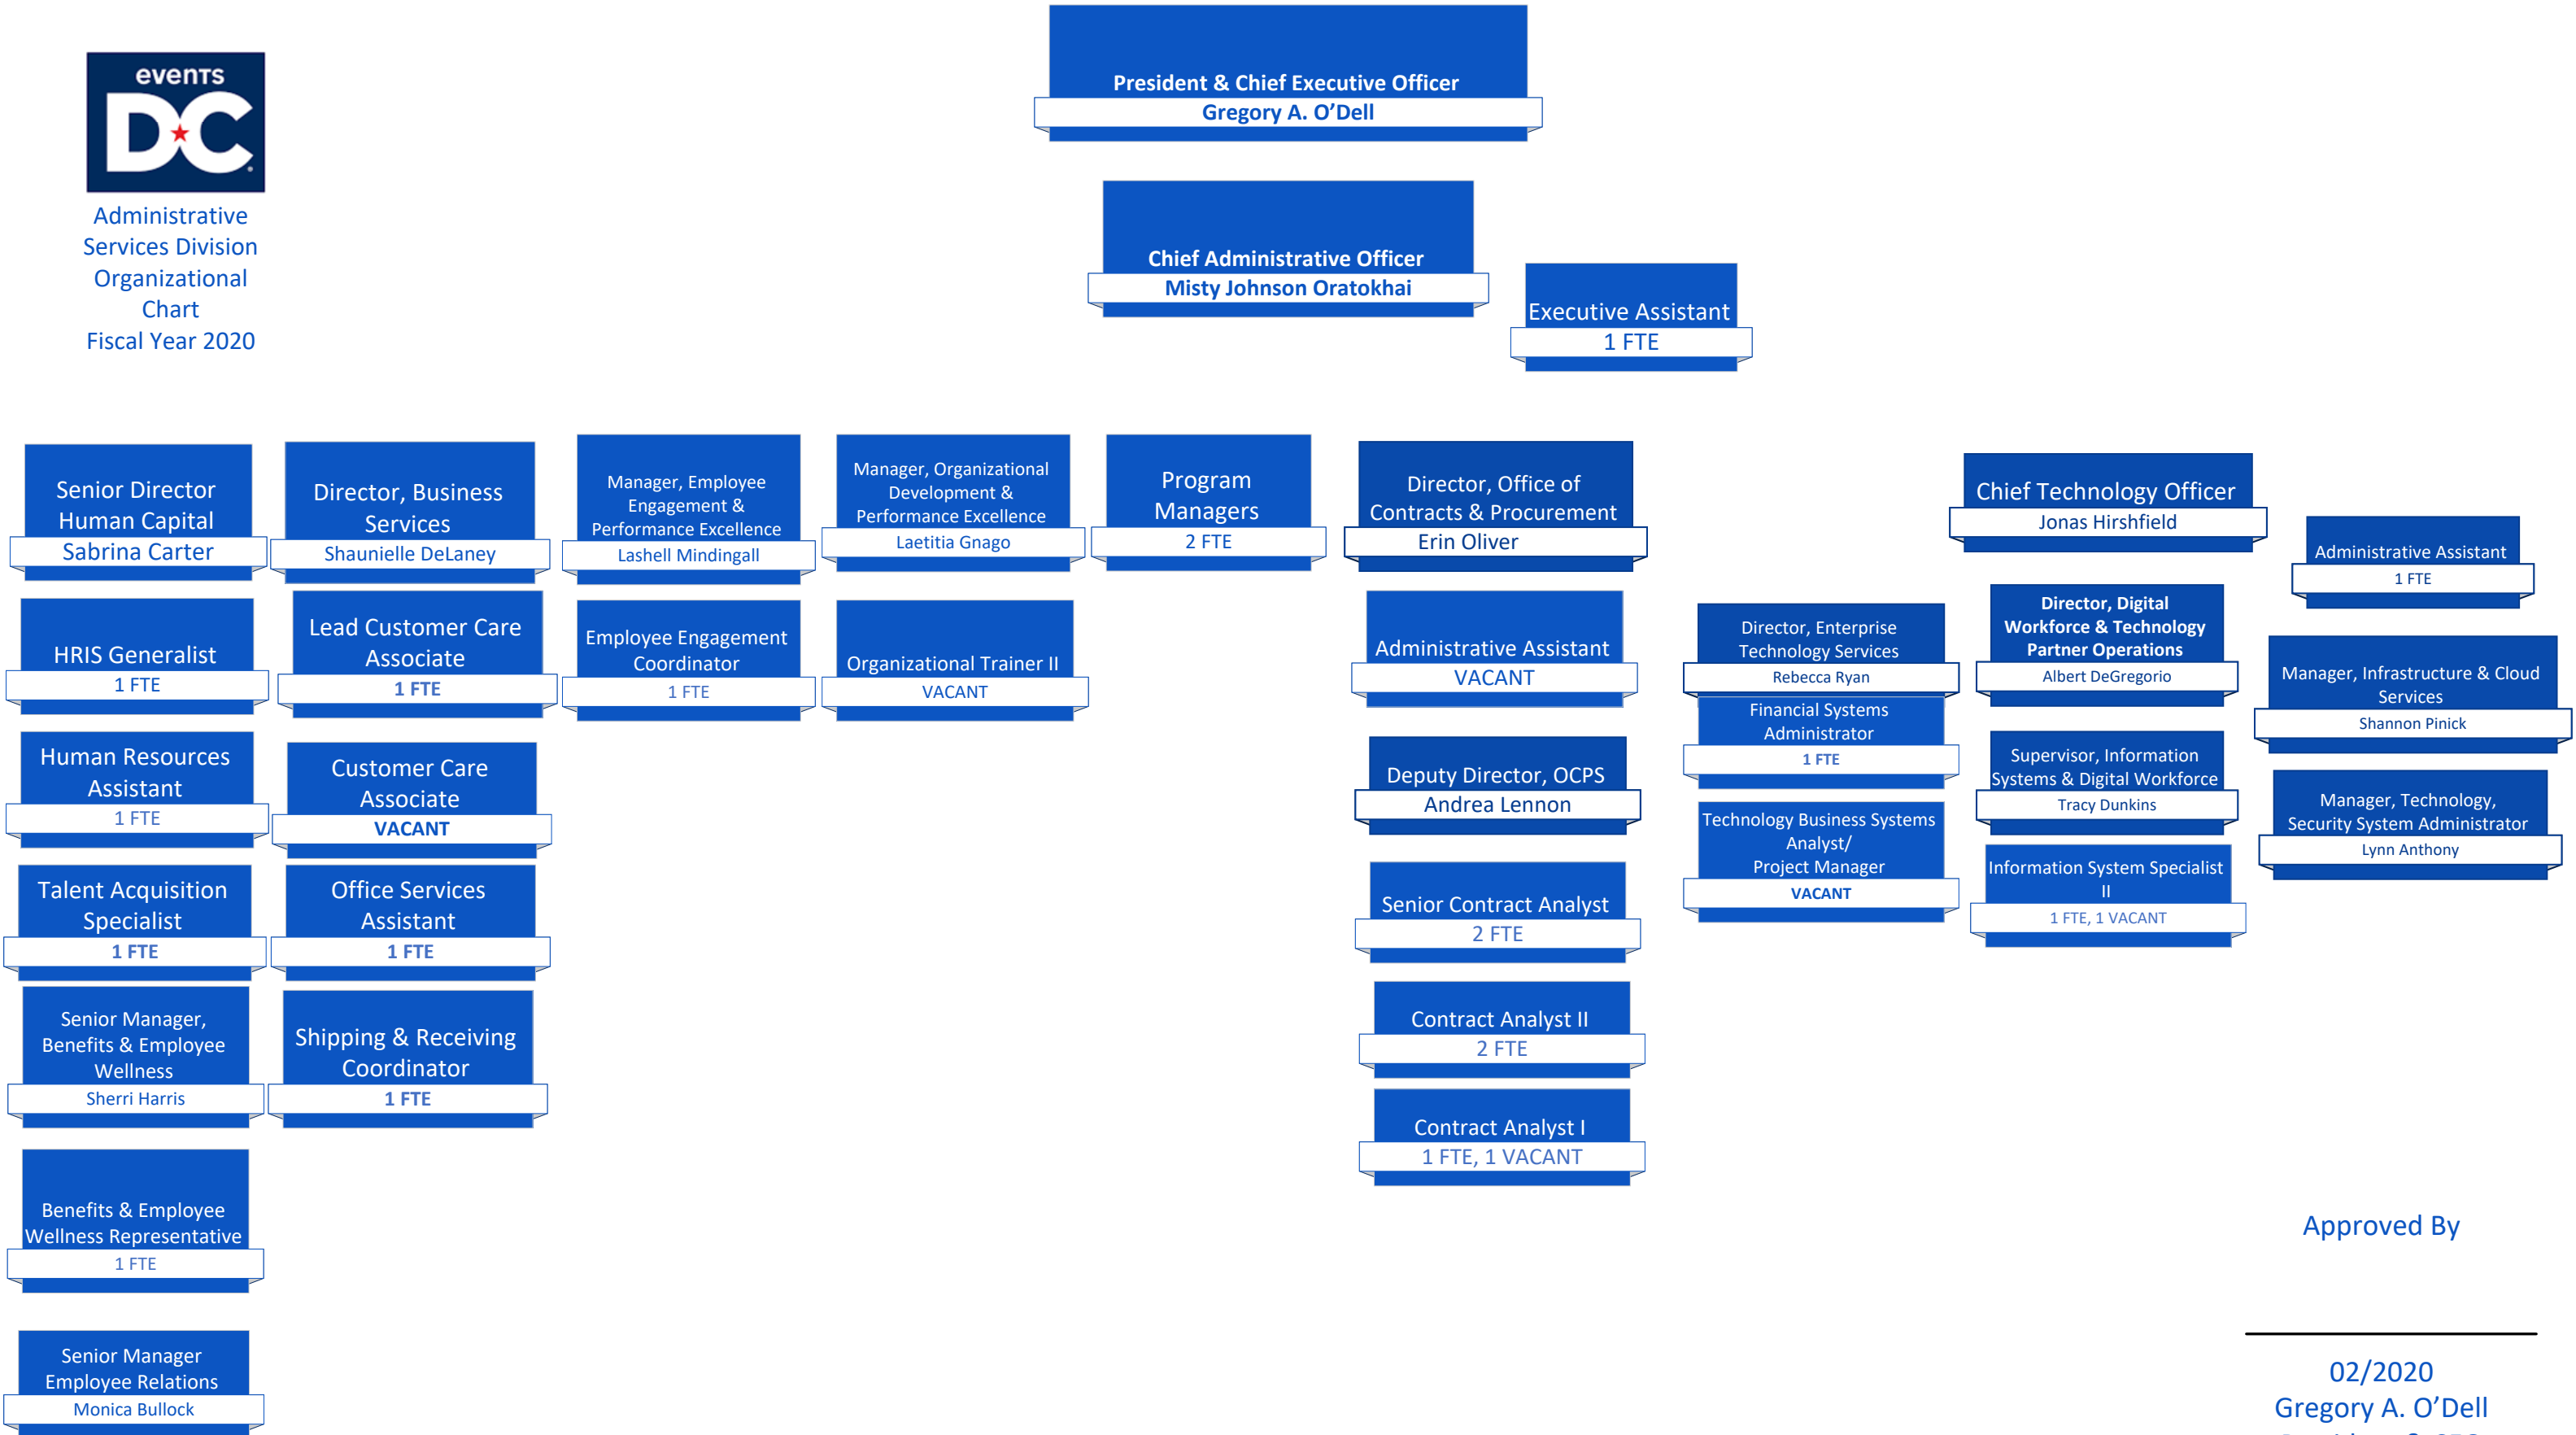 events
DC
Administrative
Services Division
Organizational
Chart
Fiscal Year 2020
President & Chief Executive Officer
Gregory A. O’Dell
Chief Administrative Officer
Misty Johnson Oratokhai
Executive Assistant
1 FTE
Senior Director
Human Capital
Sabrina Carter
HRIS Generalist
1 FTE
Human Resources
Assistant
1 FTE
Talent Acquisition
Specialist
1 FTE
Senior Manager,
Benefits & Employee
Wellness
Sherri Harris
Benefits & Employee
Wellness Representative
1 FTE
Senior Manager
Employee Relations
Monica Bullock
Director, Business
Services
Shaunielle DeLaney
Lead Customer Care
Associate
1 FTE
Customer Care
Associate
VACANT
Office Services
Assistant
1 FTE
Shipping & Receiving
Coordinator
1 FTE
Manager, Employee
Engagement &
Performance Excellence
Lashell Mindingall
Employee Engagement
Coordinator
1 FTE
Manager, Organizational
Development &
Performance Excellence
Laetitia Gnago
Organizational Trainer II
VACANT
Program
Managers
2 FTE
Director, Office of
Contracts & Procurement
Erin Oliver
Administrative Assistant
VACANT
Deputy Director, OCPS
Andrea Lennon
Senior Contract Analyst
2 FTE
Contract Analyst II
2 FTE
Contract Analyst I
1 FTE, 1 VACANT
Chief Technology Officer
Jonas Hirshfield
Administrative Assistant
1 FTE
Director, Enterprise
Technology Services
Rebecca Ryan
Financial Systems
Administrator
1 FTE
Technology Business Systems
Analyst/
Project Manager
VACANT
Director, Digital
Workforce & Technology
Partner Operations
Albert DeGregorio
Supervisor, Information
Systems & Digital Workforce
Tracy Dunkins
Information System Specialist
II
1 FTE, 1 VACANT
Manager, Infrastructure & Cloud
Services
Shannon Pinick
Manager, Technology,
Security System Administrator
Lynn Anthony
Approved By
02/2020
Gregory A. O’Dell